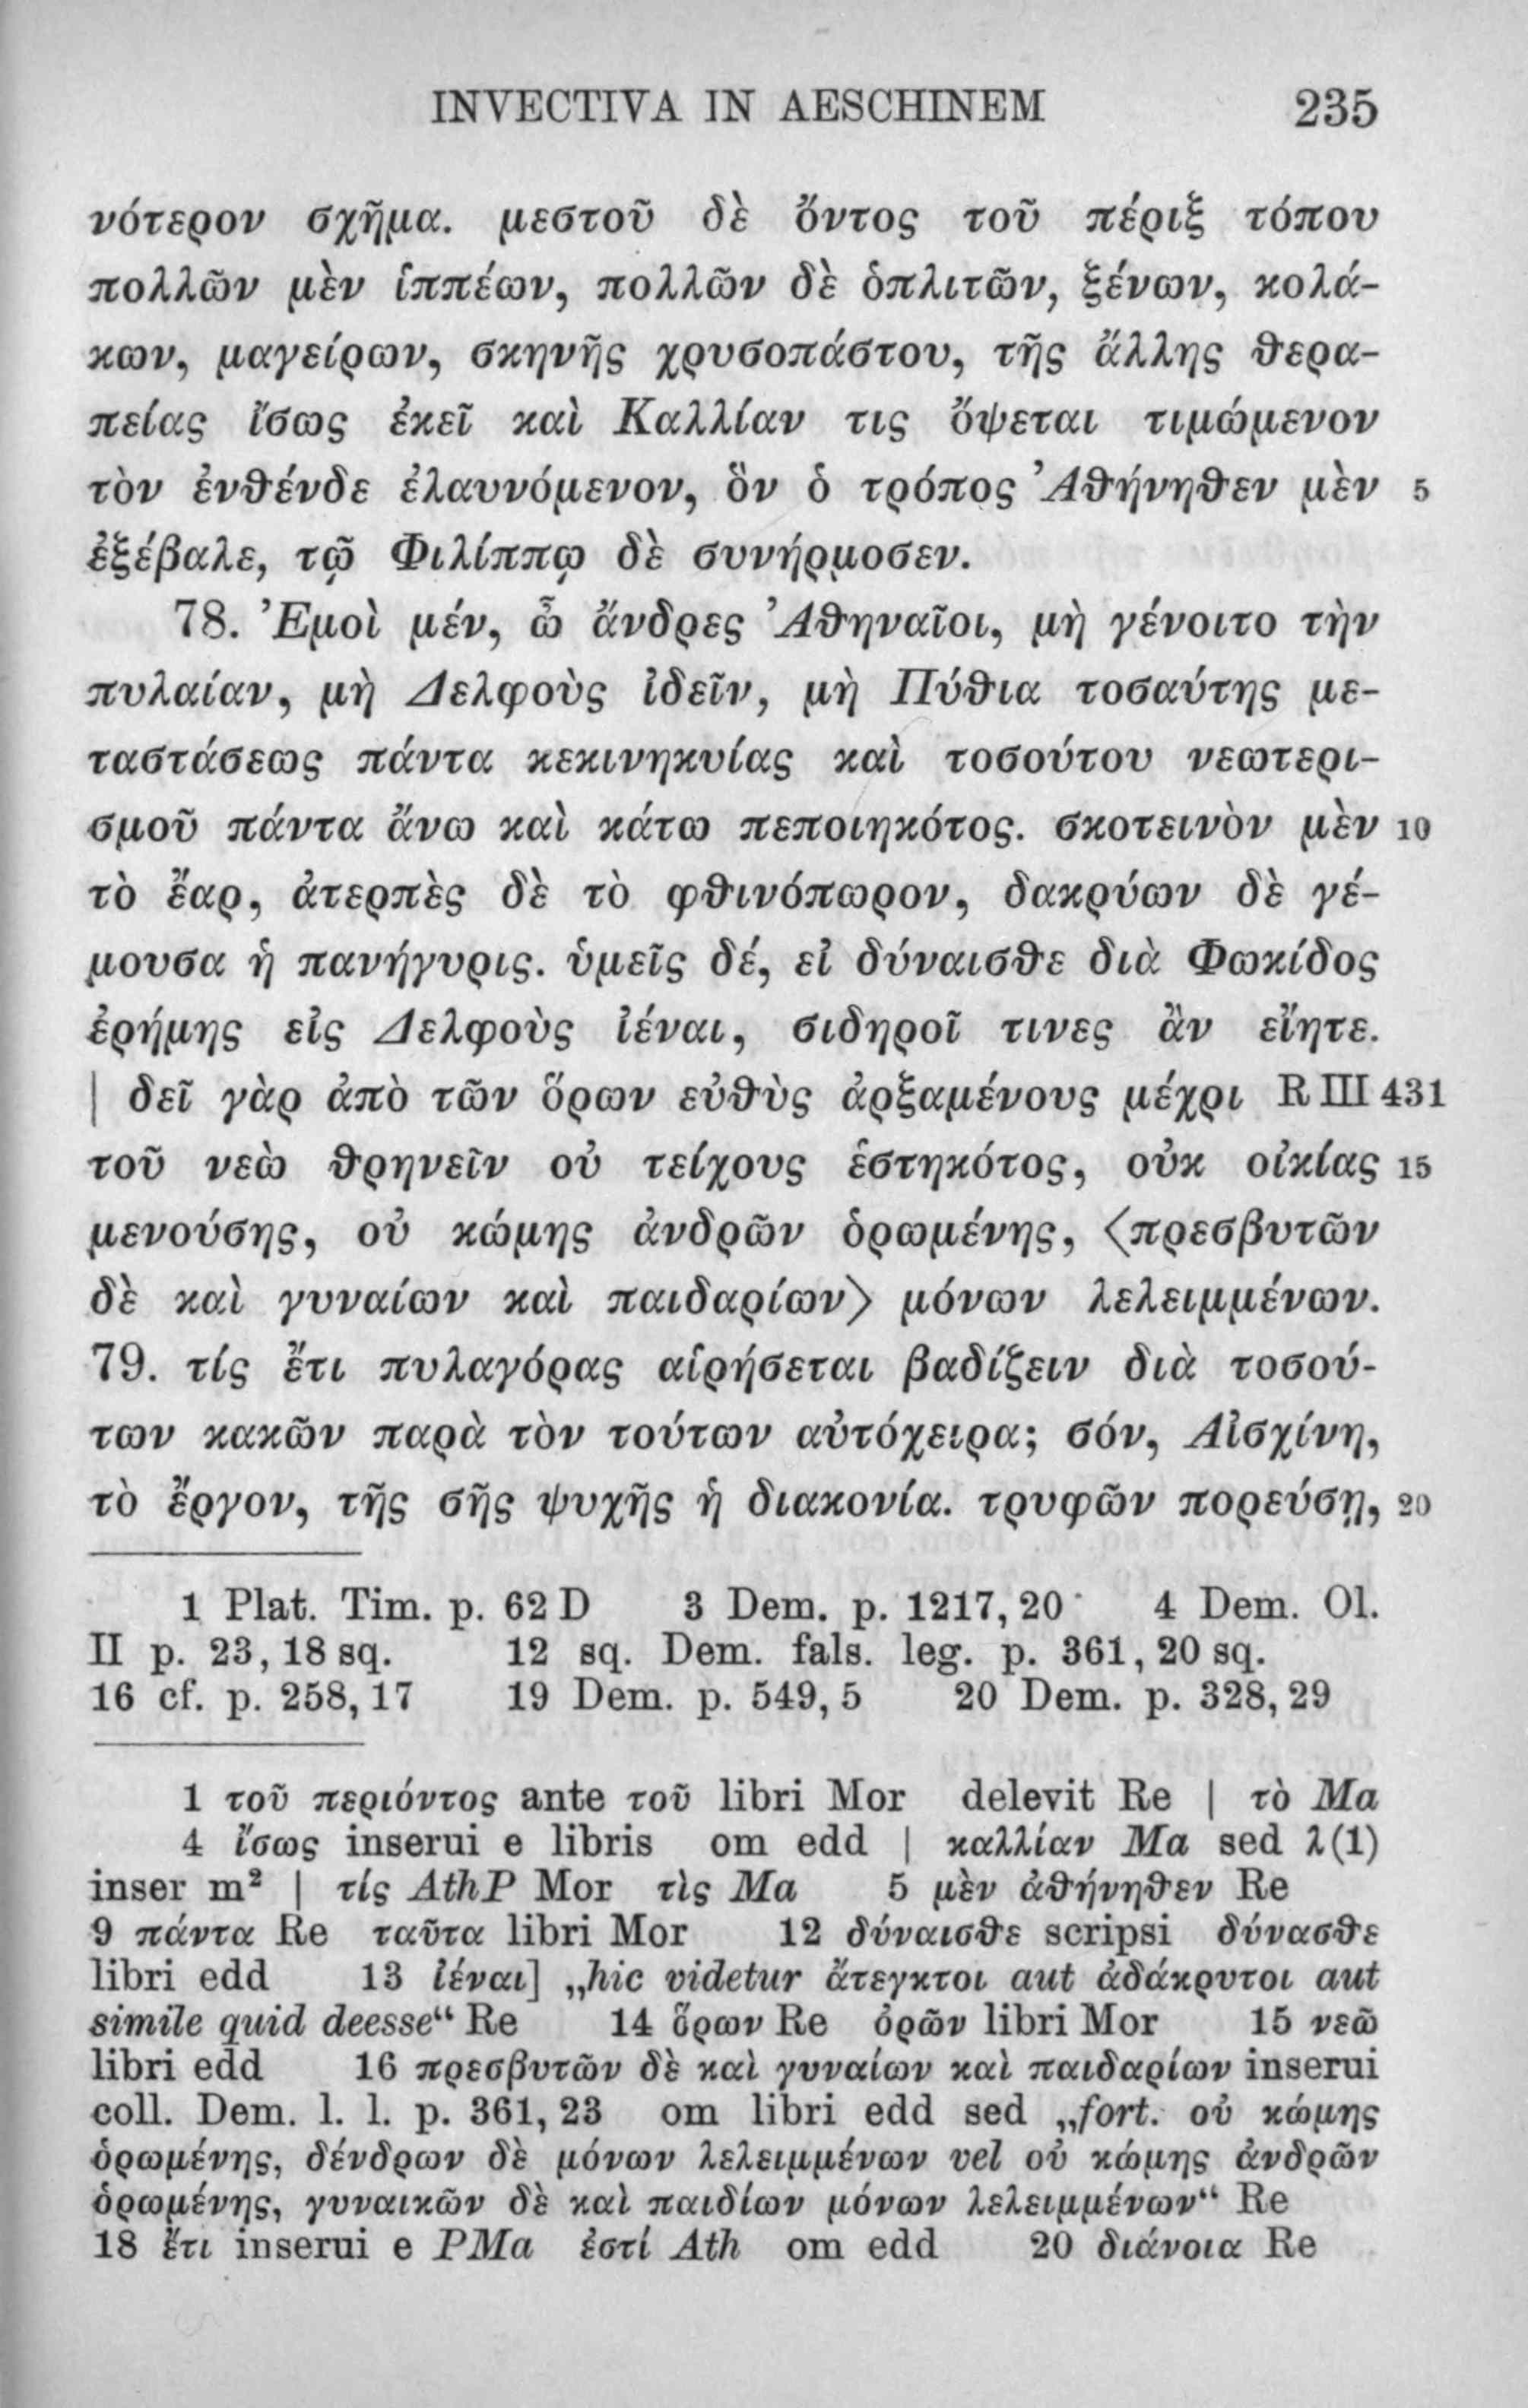 INVECTIVA IN AESCHINEM 235
νότερον σχῆμα. μεστοῦ δὲ ὄντος τοῦ πέριξ τόπου
πολλῶν μὲν ἱππέων, πολλῶν δὲ ὁπλιτῶν, ξένων, κολά-
κων, μαγείρων, σκηνῆς χρυσοπάστου, τῆς ἄλλης θερα-
πείας ἴσως ἐκεῖ καὶ Καλλίαν τις ὄψεται τιμώμενον
τὸν ἐνθένδε ἐλαυνόμενον, ὃν ὁ τρόπος Ἀθήνηθεν μὲν 5
ἐξέβαλε, τῷ Φιλίππῳ δὲ συνήρμοσεν.
78. Ἐμοὶ μέν, ὦ ἄνδρες Ἀθηναῖοι, μὴ γένοιτο τὴν
πυλαίαν, μὴ Δελφοὺς ἰδεῖν, μὴ Πύθια τοσαύτης με-
ταστάσεως πάντα κεκινηκυίας καὶ τοσούτου νεωτερι-
σμοῦ πάντα ἄνω καὶ κάτω πεποιηκότος. σκοτεινὸν μὲν 10
τὸ ἔαρ, ἀτερπὲς δὲ τὸ φθινόπωρον, δακρύων δὲ γέ-
μουσα ἡ πανήγυρις. ὑμεῖς δέ, εἰ δύναισθε διὰ Φωκίδος
ἐρήμης εἰς Δελφοὺς ἰέναι, σιδηροῖ τινες ἂν εἴητε.
| δεῖ γὰρ ἀπὸ τῶν ὅρων εὐθὺς ἀρξαμένους μέχρι R III 431
τοῦ νεὼ θρηνεῖν οὐ τείχους ἑστηκότος, οὐκ οἰκίας 15
μενούσης, οὐ κώμης ἀνδρῶν ὁρωμένης, ⟨πρεσβυτῶν
δὲ καὶ γυναίων καὶ παιδαρίων⟩ μόνων λελειμμένων.
79. τίς ἔτι πυλαγόρας αἱρήσεται βαδίζειν διὰ τοσού-
των κακῶν παρὰ τὸν τούτων αὐτόχειρα; σόν, Αἰσχίνη,
τὸ ἔργον, τῆς σῆς ψυχῆς ἡ διακονία. τρυφῶν πορεύσῃ, 20
1 Plat. Tim. p. 62 D 3 Dem. p. 1217, 20 4 Dem. Ol.
II p. 23, 18 sq. 12 sq. Dem. fals. leg. p. 361, 20 sq.
16 cf. p. 258, 17 19 Dem. p. 549, 5 20 Dem. p. 328, 29
1 τοῦ περιόντος ante τοῦ libri Mor delevit Re | τὸ Ma
4 ἴσως inserui e libris om edd | καλλίαν Ma sed λ(1)
inser m² | τίς AthP Mor τὶς Ma 5 μὲν ἀθήνηθεν Re
9 πάντα Re ταῦτα libri Mor 12 δύναισθε scripsi δύνασθε
libri edd 13 ἰέναι] „hic videtur ἄτεγκτοι aut ἀδάκρυτοι aut
simile quid deesse“ Re 14 ὅρων Re ὁρῶν libri Mor 15 νεῶ
libri edd 16 πρεσβυτῶν δὲ καὶ γυναίων καὶ παιδαρίων inserui
coll. Dem. l. l. p. 361, 23 om libri edd sed „fort. οὐ κώμης
ὁρωμένης, δένδρων δὲ μόνων λελειμμένων vel οὐ κώμης ἀνδρῶν
ὁρωμένης, γυναικῶν δὲ καὶ παιδίων μόνων λελειμμένων“ Re
18 ἔτι inserui e PMa ἐστί Ath om edd 20 διάνοια Re